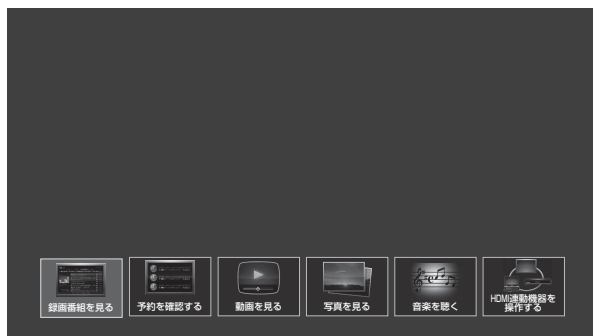 録画番組を見る
予約を確認する
動画を見る
写真を見る
音楽を聴く
HDMI連動機器を
操作する